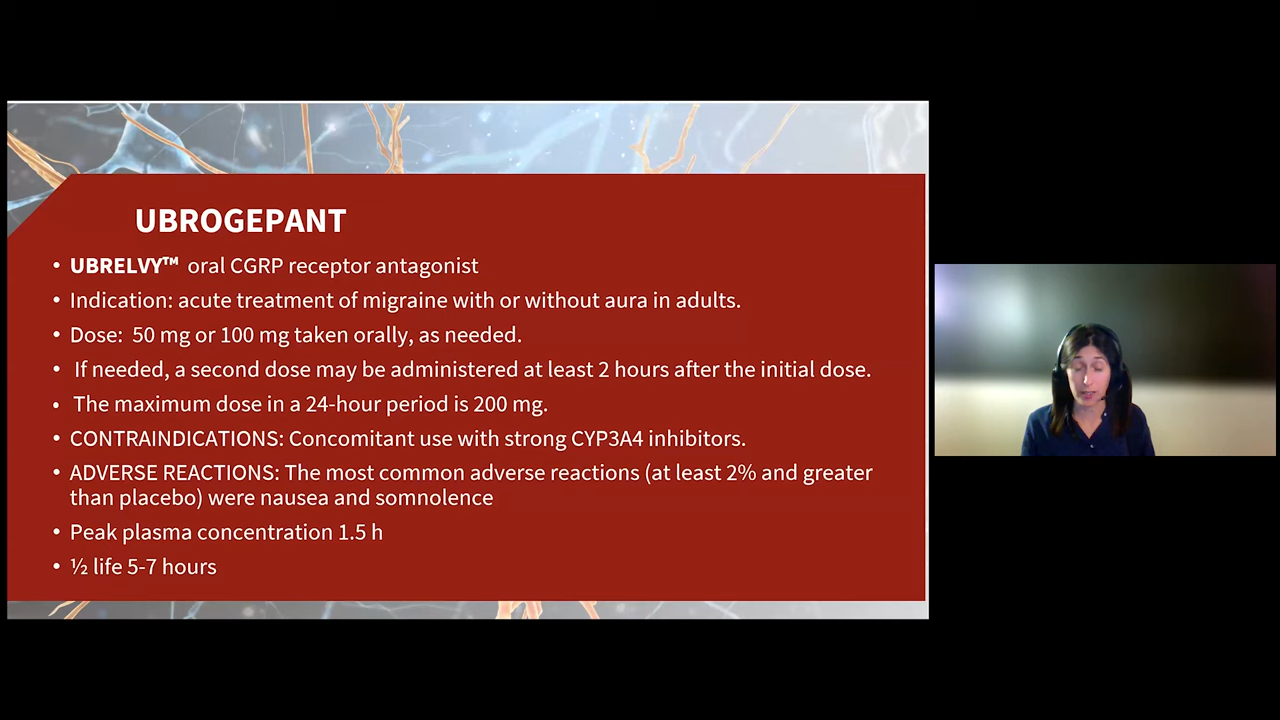 UBROGEPANT
• UBRELVY™ oral CGRP receptor antagonist
• Indication: acute treatment of migraine with or without aura in adults.
• Dose: 50 mg or 100 mg taken orally, as needed.
• If needed, a second dose may be administered at least 2 hours after the initial dose.
• The maximum dose in a 24-hour period is 200 mg.
• CONTRAINDICATIONS: Concomitant use with strong CYP3A4 inhibitors.
• ADVERSE REACTIONS: The most common adverse reactions (at least 2% and greater
than placebo) were nausea and somnolence
• Peak plasma concentration 1.5 h
• ½ life 5-7 hours